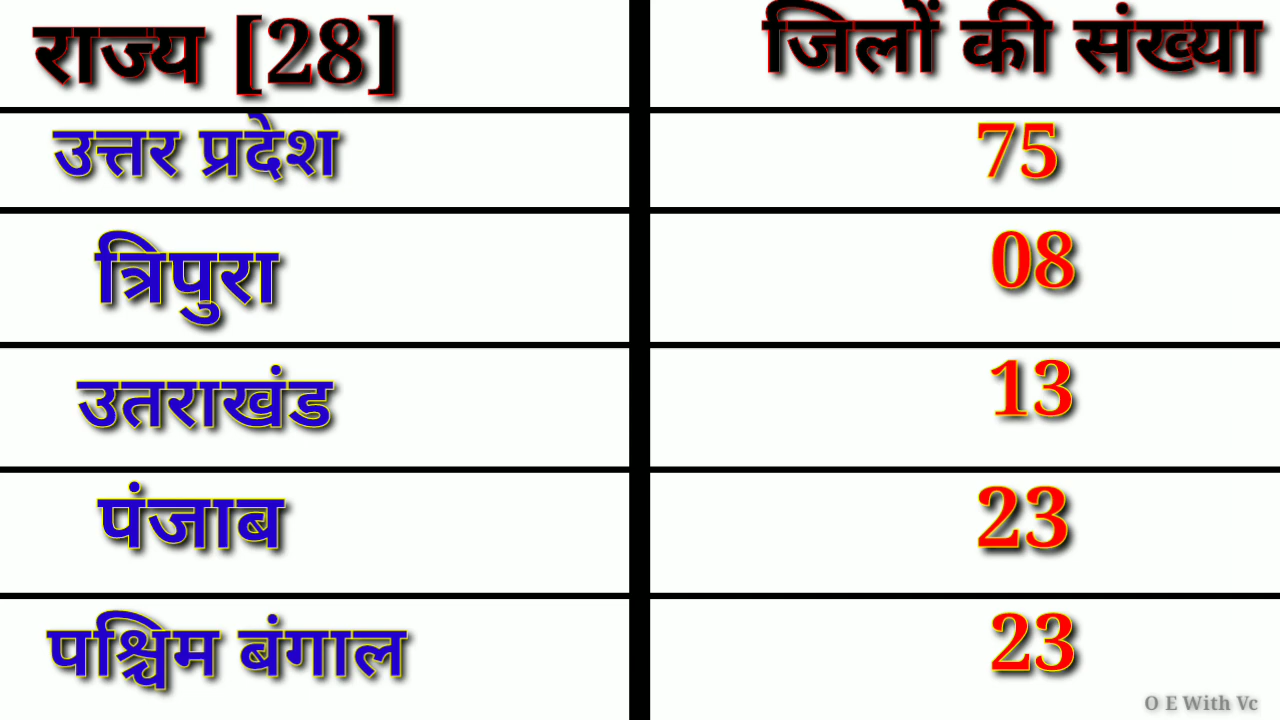 राज्य [28] जिलों की संख्या
उत्तर प्रदेश 75
त्रिपुरा 08
उतराखंड 13
पंजाब 23
पश्चिम बंगाल 23
O E With Vc